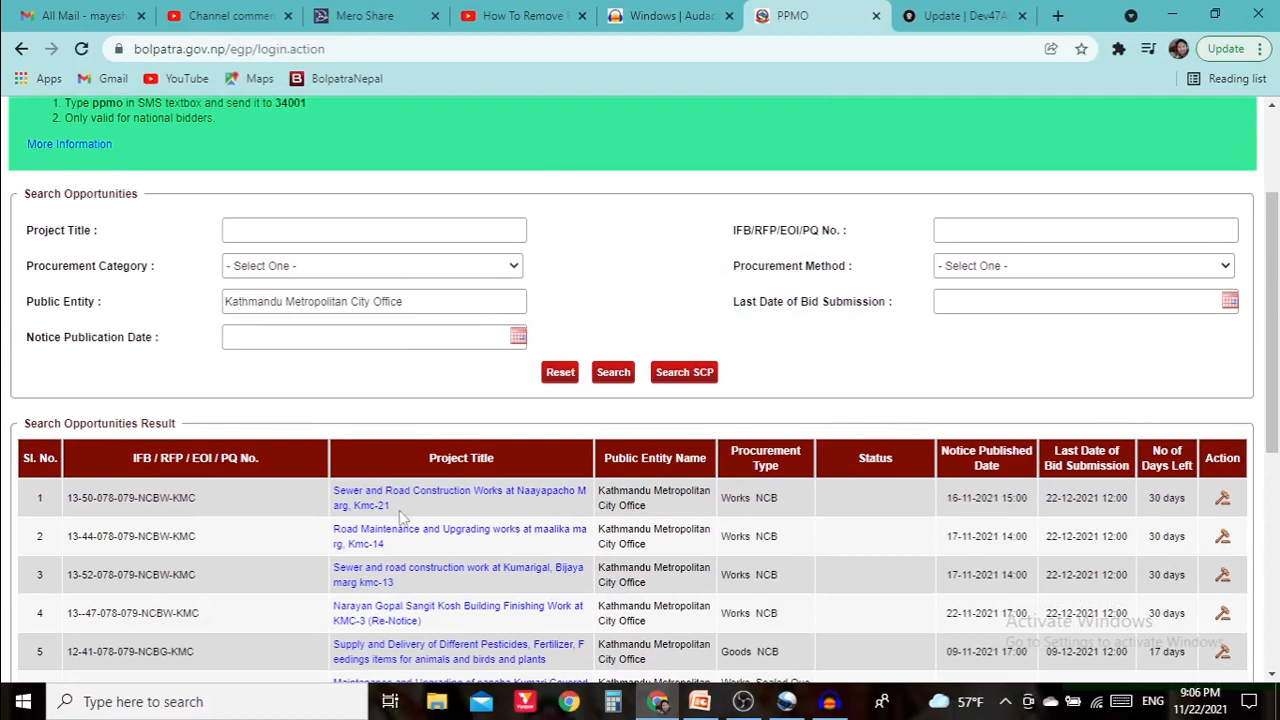 All Mail - mayesh
Channel commen
Mero Share
How To Remove E
Windows | Audac
PPMO
Update | Dev47Ap
bolpatra.gov.np/egp/login.action
Update
Apps
Gmail
YouTube
Maps
BolpatraNepal
Reading list
1. Type ppmo in SMS textbox and send it to 34001
2. Only valid for national bidders.
More Information
Search Opportunities
Project Title :
IFB/RFP/EOI/PQ No. :
Procurement Category : - Select One -
Procurement Method : - Select One -
Public Entity : Kathmandu Metropolitan City Office
Last Date of Bid Submission :
Notice Publication Date :
Reset Search Search SCP
Search Opportunities Result
Sl. No. IFB / RFP / EOI / PQ No. Project Title Public Entity Name Procurement Type Status Notice Published Date Last Date of Bid Submission No of Days Left Action
1 13-50-078-079-NCBW-KMC Sewer and Road Construction Works at Naayapacho M
arg, Kmc-21 Kathmandu Metropolitan City Office Works NCB 16-11-2021 15:00 22-12-2021 12:00 30 days
2 13-44-078-079-NCBW-KMC Road Maintenance and Upgrading works at maalika ma
rg, Kmc-14 Kathmandu Metropolitan City Office Works NCB 17-11-2021 14:00 22-12-2021 12:00 30 days
3 13-52-078-079-NCBW-KMC Sewer and road construction work at Kumarigal, Bijaya
marg kmc-13 Kathmandu Metropolitan City Office Works NCB 17-11-2021 14:00 22-12-2021 12:00 30 days
4 13--47-078-079-NCBW-KMC Narayan Gopal Sangit Kosh Building Finishing Work at
KMC-3 (Re-Notice) Kathmandu Metropolitan City Office Works NCB 22-11-2021 17:00 22-12-2021 12:00 30 days
5 12-41-078-079-NCBG-KMC Supply and Delivery of Different Pesticides, Fertilizer, F
eedings items for animals and birds and plants Kathmandu Metropolitan City Office Goods NCB 09-11-2021 17:00 09-12-2021 12:00 17 days
Activate Windows
Go to Settings to activate Windows.
Type here to search
57°F
ENG
9:06 PM
11/22/2021